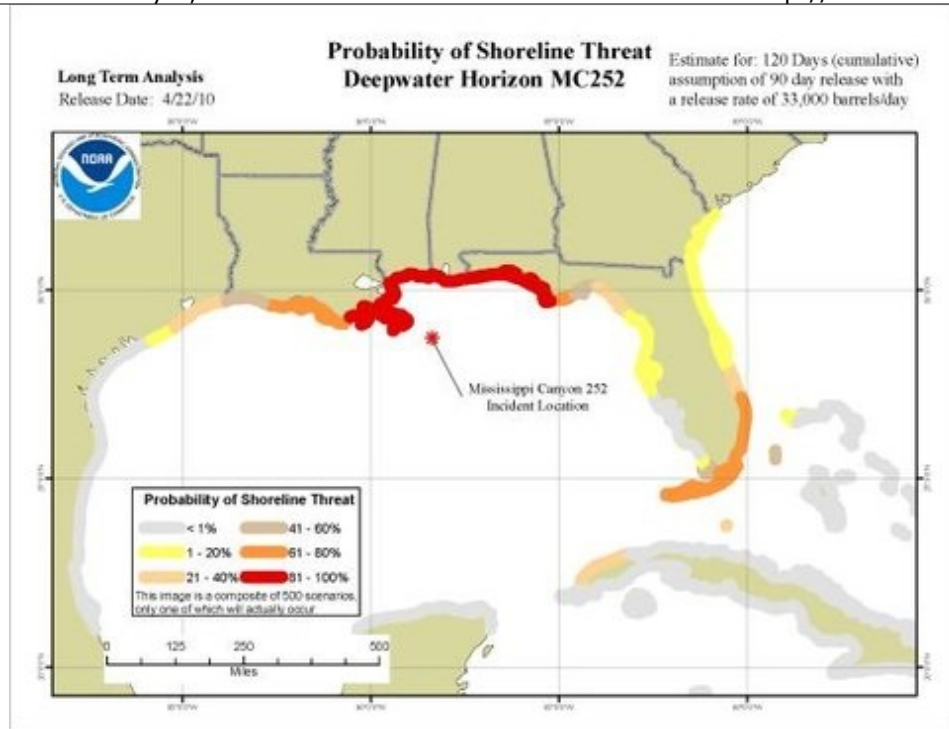 Probability of Shoreline Threat
Deepwater Horizon MC252
Long Term Analysis
Release Date: 4/22/10
Estimate for: 120 Days (cumulative)
assumption of 90 day release with
a release rate of 33,000 barrels/day
NOAA
Mississippi Canyon 252
Incident Location
Probability of Shoreline Threat
< 1%
41 - 60%
1 - 20%
61 - 80%
21 - 40%
81 - 100%
This image is a composite of 500 scenarios,
only one of which will actually occur
0 125 250 500
Miles